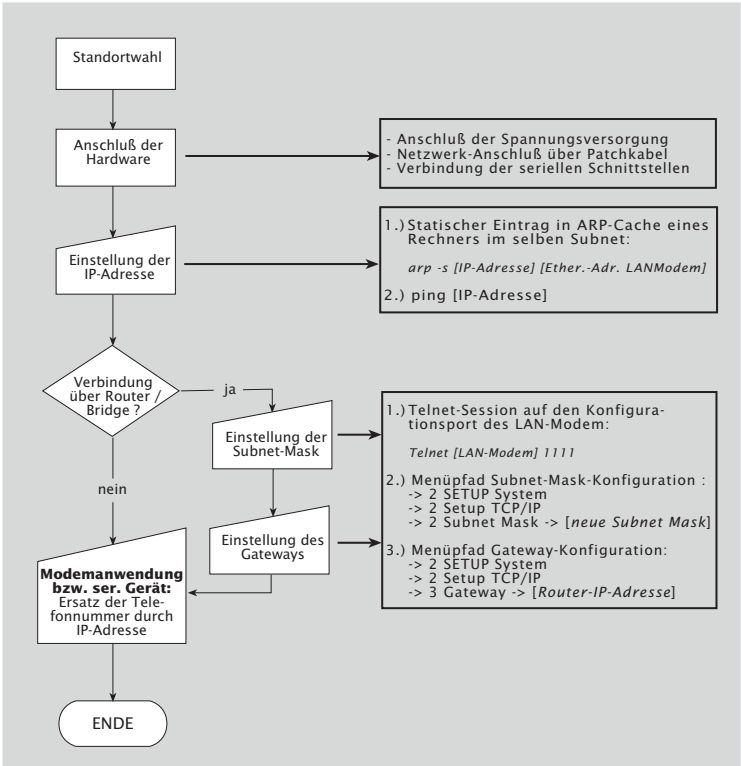 Standortwahl
Anschluß der
Hardware
- Anschluß der Spannungsversorgung
- Netzwerk-Anschluß über Patchkabel
- Verbindung der seriellen Schnittstellen
Einstellung der
IP-Adresse
1.) Statischer Eintrag in ARP-Cache eines
Rechners im selben Subnet:
arp -s [IP-Adresse] [Ether.-Adr. LANModem]
2.) ping [IP-Adresse]
Verbindung
über Router /
Bridge ?
ja
nein
Einstellung der
Subnet-Mask
Einstellung des
Gateways
1.) Telnet-Session auf den Konfigura-
tionsport des LAN-Modem:
Telnet [LAN-Modem] 1111
2.) Menüpfad Subnet-Mask-Konfiguration :
-> 2 SETUP System
-> 2 Setup TCP/IP
-> 2 Subnet Mask -> [neue Subnet Mask]
3.) Menüpfad Gateway-Konfiguration:
-> 2 SETUP System
-> 2 Setup TCP/IP
-> 3 Gateway -> [Router-IP-Adresse]
Modemanwendung
bzw. ser. Gerät:
Ersatz der Tele-
fonnummer durch
IP-Adresse
ENDE